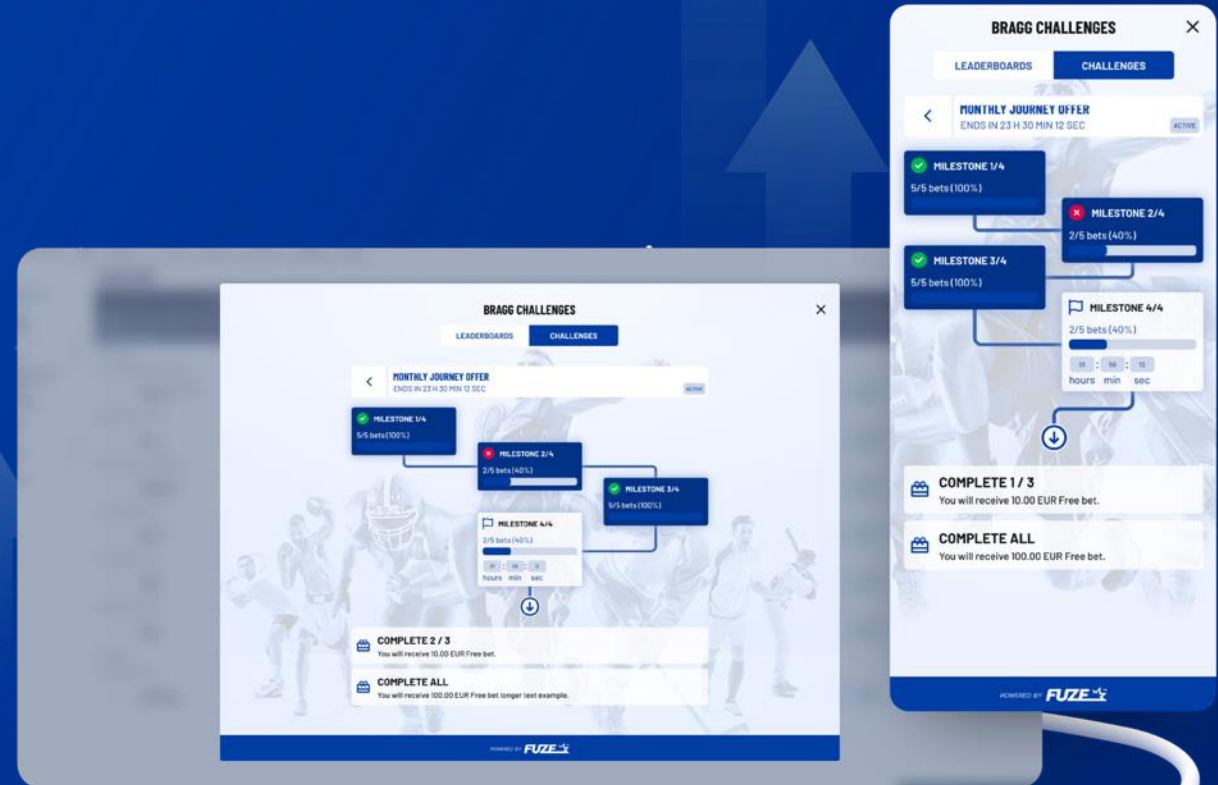 BRAGG CHALLENGES
LEADERBOARDS CHALLENGES
MONTHLY JOURNEY OFFER
ENDS IN 23 H 30 MIN 12 SEC
ACTIVE
MILESTONE 1/4
5/5 bets (100%)
MILESTONE 2/4
2/5 bets (40%)
MILESTONE 3/4
5/5 bets (100%)
MILESTONE 4/4
2/5 bets (40%)
hours min sec
COMPLETE 2 / 3
You will receive 10.00 EUR Free bet.
COMPLETE ALL
You will receive 100.00 EUR Free bet longer text example.
POWERED BY FUZE
BRAGG CHALLENGES
LEADERBOARDS CHALLENGES
MONTHLY JOURNEY OFFER
ENDS IN 23 H 30 MIN 12 SEC
ACTIVE
MILESTONE 1/4
5/5 bets (100%)
MILESTONE 2/4
2/5 bets (40%)
MILESTONE 3/4
5/5 bets (100%)
MILESTONE 4/4
2/5 bets (40%)
hours min sec
COMPLETE 1 / 3
You will receive 10.00 EUR Free bet.
COMPLETE ALL
You will receive 100.00 EUR Free bet.
POWERED BY FUZE